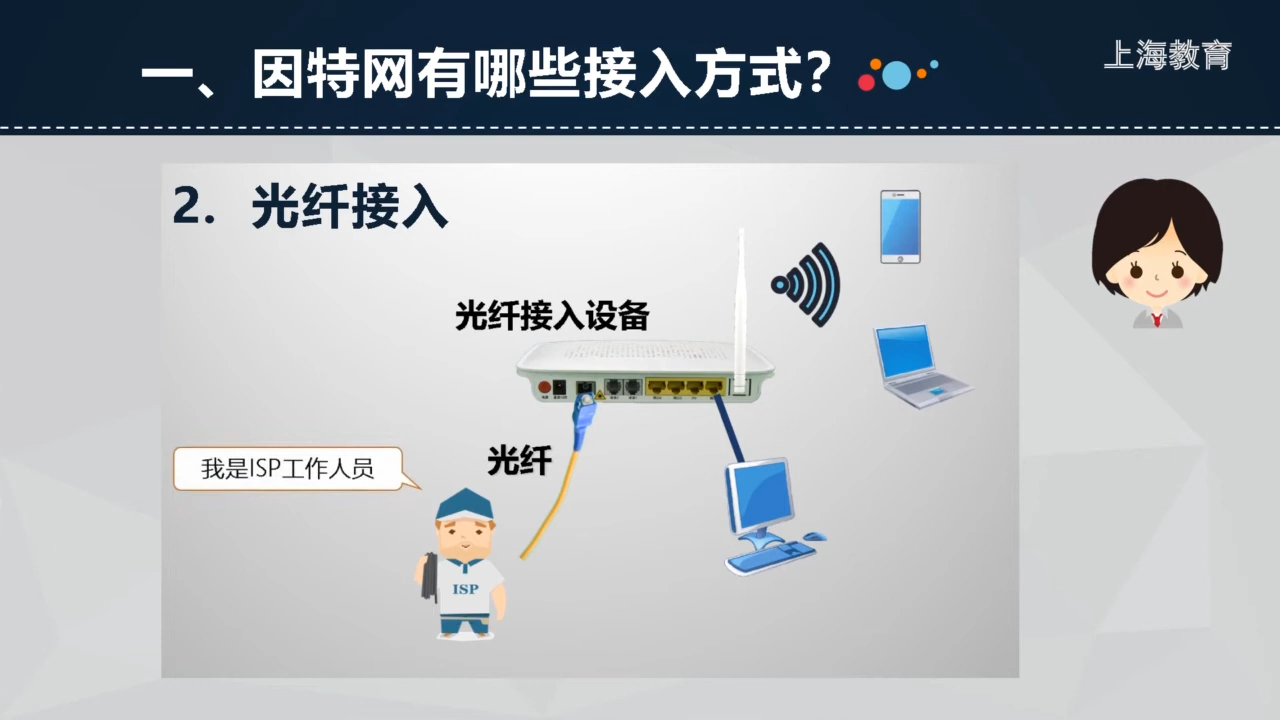 一、因特网有哪些接入方式？
上海教育
2. 光纤接入
光纤接入设备
光纤
我是ISP工作人员
ISP